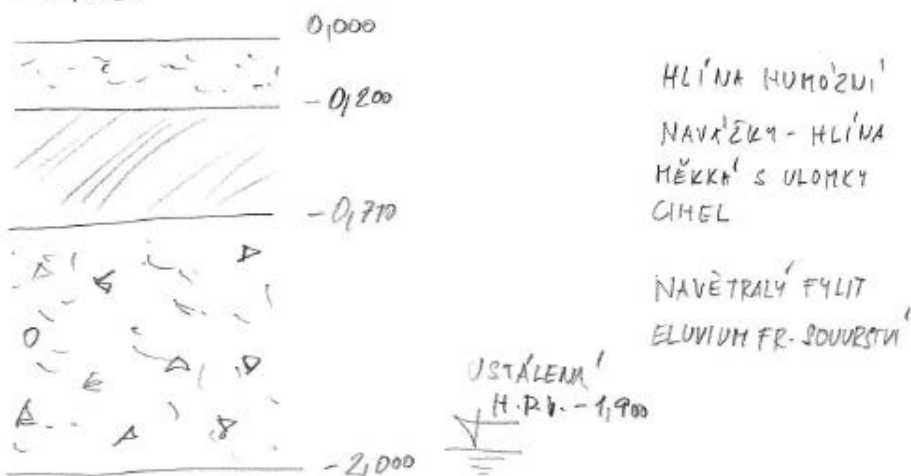 0,000
-0,200
-0,710
-2,000
HLÍNA HUMÓZNÍ
NAVÁŽKY - HLÍNA
MĚKKÁ S ULOMKY
CIHEL
NAVĚTRALÝ FYLIT
ELUVIUM FR. SOUVRSTVÍ
USTÁLENÁ
H.P.V. -1,900